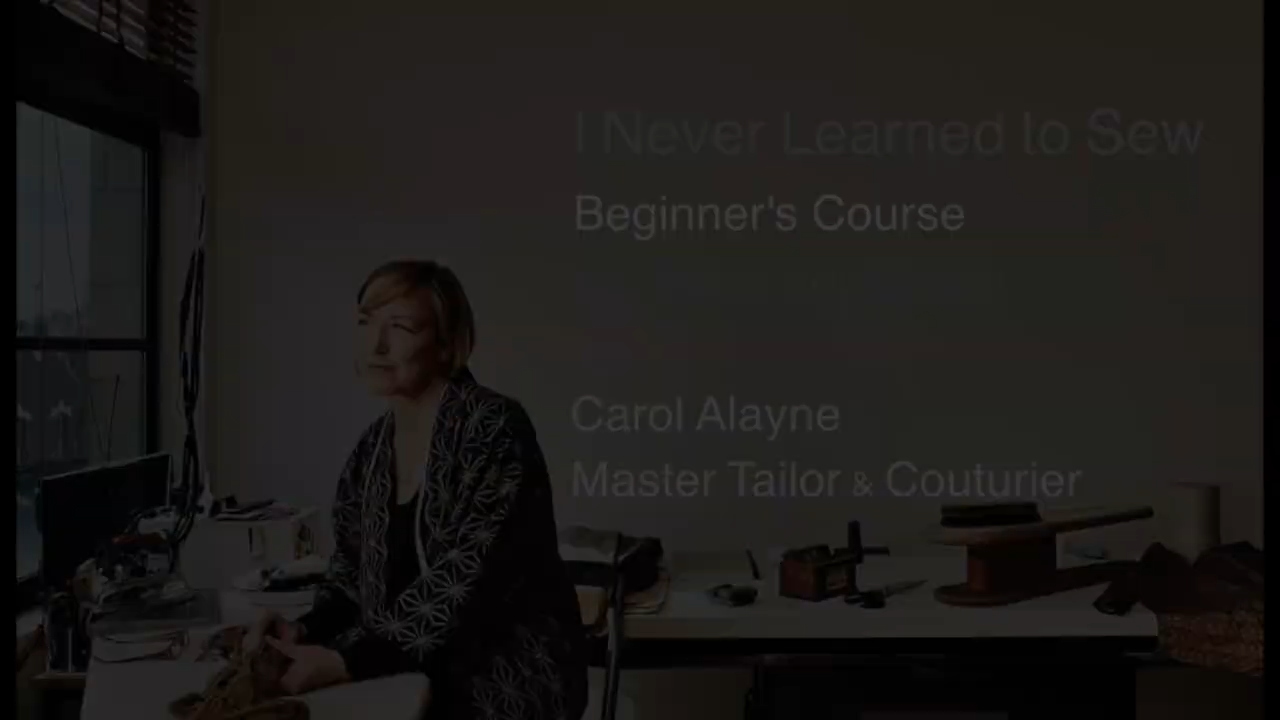 I Never Learned to Sew
Beginner's Course
Carol Alayne
Master Tailor & Couturier